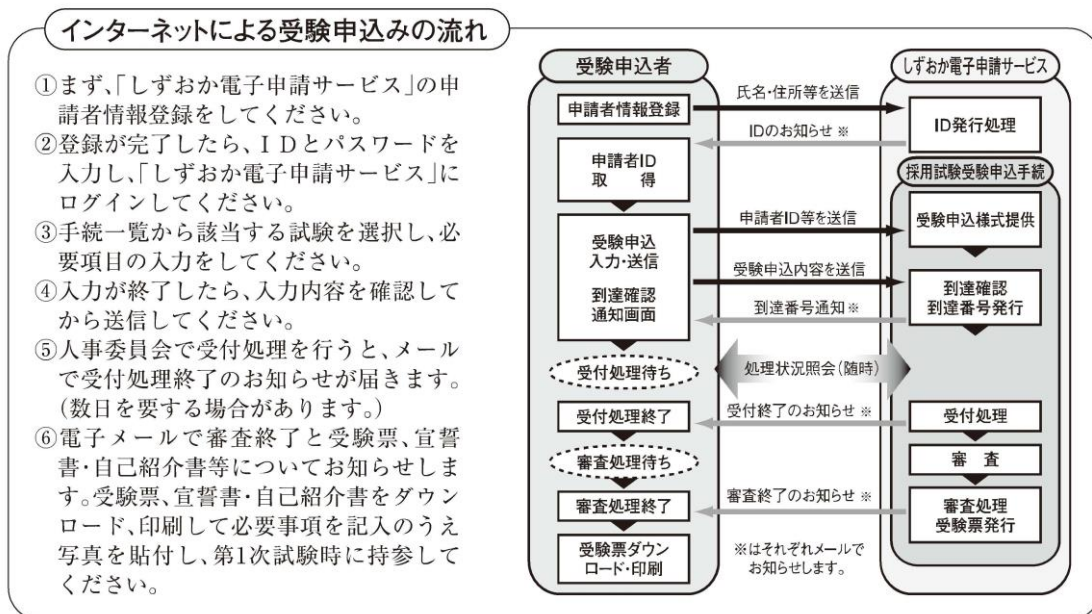 インターネットによる受験申込みの流れ
①まず、「しずおか電子申請サービス」の申
請者情報登録をしてください。
②登録が完了したら、ＩＤとパスワードを
入力し、「しずおか電子申請サービス」に
ログインしてください。
③手続一覧から該当する試験を選択し、必
要項目の入力をしてください。
④入力が終了したら、入力内容を確認して
から送信してください。
⑤人事委員会で受付処理を行うと、メール
で受付処理終了のお知らせが届きます。
(数日を要する場合があります。)
⑥電子メールで審査終了と受験票、宣誓
書・自己紹介書等についてお知らせしま
す。受験票、宣誓書・自己紹介書をダウン
ロード、印刷して必要事項を記入のうえ
写真を貼付し、第1次試験時に持参して
ください。
受験申込者
申請者情報登録
申請者ID
取　得
受験申込
入力・送信
到達確認
通知画面
受付処理待ち
受付処理終了
審査処理待ち
審査処理終了
受験票ダウン
ロード・印刷
氏名・住所等を送信
IDのお知らせ ※
申請者ID等を送信
受験申込内容を送信
到達番号通知 ※
処理状況照会(随時)
受付終了のお知らせ ※
審査終了のお知らせ ※
※はそれぞれメールで
お知らせします。
しずおか電子申請サービス
ID発行処理
採用試験受験申込手続
受験申込様式提供
到達確認
到達番号発行
受付処理
審　査
審査処理
受験票発行